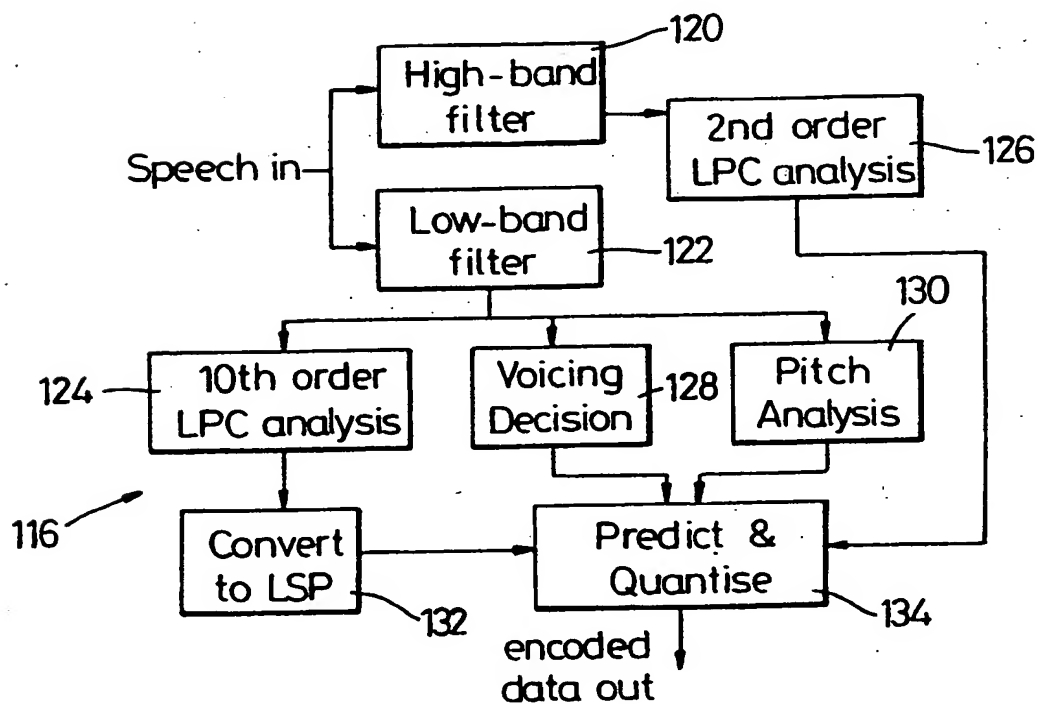 120
High-band
filter
2nd order
LPC analysis
126
Speech in
Low-band
filter
122
130
124
10th order
LPC analysis
Voicing
Decision
128
Pitch
Analysis
116
Convert
to LSP
132
Predict &
Quantise
134
encoded
data out